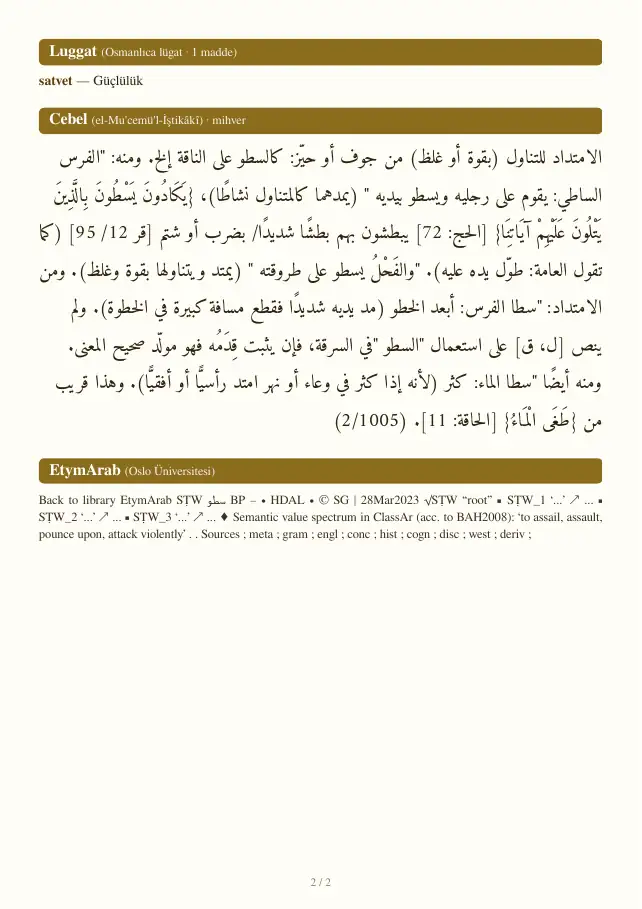 Luggat (Osmanlıca lügat · 1 madde)
satvet — Güçlülük
Cebel (el-Mu'cemü'l-İştikâkî) · mihver
الامتداد للتناول (بقوة أو غلظ) من جوف أو حيّز: كالسطو على الناقة إلخ. ومنه: "الفرس
الساطي: يقوم على رجليه ويسطو بيديه " (يمدهما كالمتناول نشاطًا)، {يَكَادُونَ يَسْطُونَ بِالَّذِينَ
يَتْلُونَ عَلَيْهِمْ آيَاتِنَا} [الحج: 72] يبطشون بهم بطشًا شديدًا/ بضرب أو شتم [قر 12/ 95] (كما
تقول العامة: طوّل يده عليه). "والفَحْلُ يسطو على طروقته " (يمتد ويتناولها بقوة وغلظ). ومن
الامتداد: "سطا الفرس: أبعد الخطو (مد يديه شديدًا فقطع مسافة كبيرة في الخطوة). ولم
ينص [ل، ق] على استعمال "السطو "في السرقة، فإن يثبت قِدَمُه فهو مولّد صحيح المعنى.
ومنه أيضًا "سطا الماء: كثر (لأنه إذا كثر في وعاء أو نهر امتد رأسيًّا أو أفقيًّا). وهذا قريب
من {طَغَى الْمَاءُ} [الحاقة: 11]. (2/1005)
EtymArab (Oslo Üniversitesi)
Back to library EtymArab SṬW سطو BP – • HDAL • © SG | 28Mar2023 √SṬW “root” ▪ SṬW_1 ‘...’ ↗ ... ▪
SṬW_2 ‘...’ ↗ ... ▪ SṬW_3 ‘...’ ↗ ... ♦ Semantic value spectrum in ClassAr (acc. to BAH2008): ‘to assail, assault,
pounce upon, attack violently’ . . Sources ; meta ; gram ; engl ; conc ; hist ; cogn ; disc ; west ; deriv ;
2 / 2